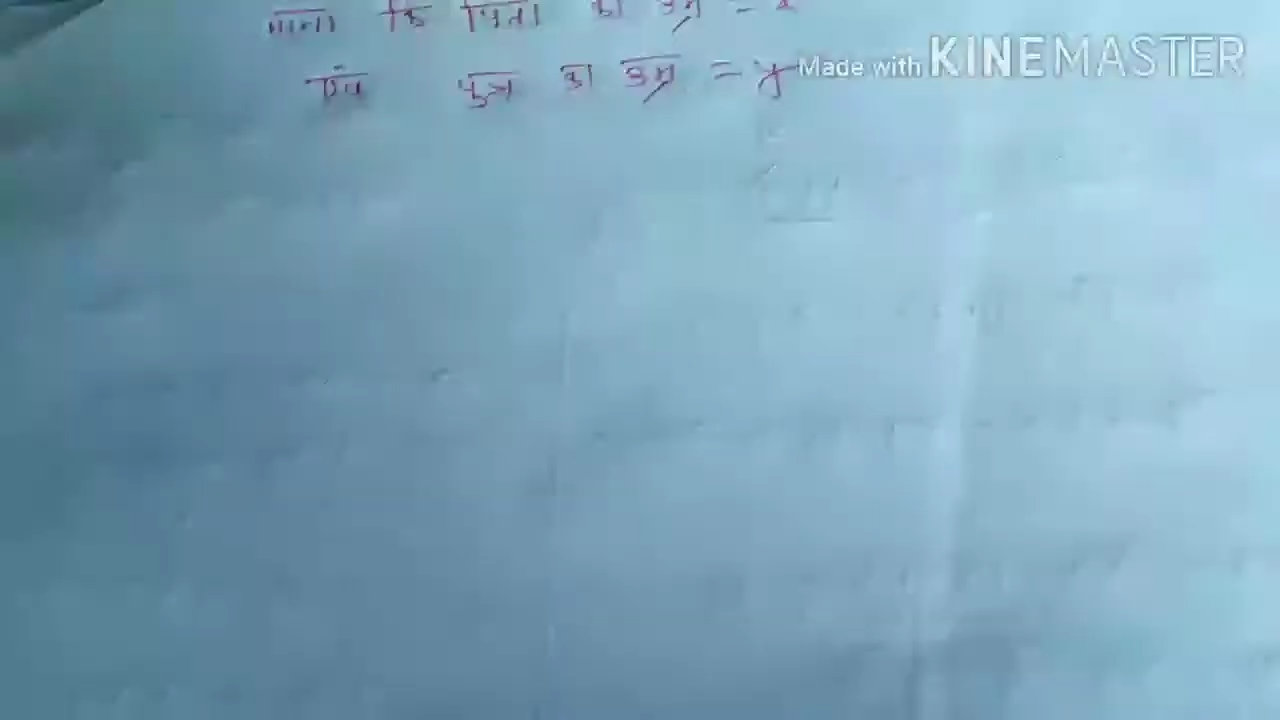 माना कि पिता का उम्र = x
एवं पुत्र का उम्र = y
Made with KINEMASTER